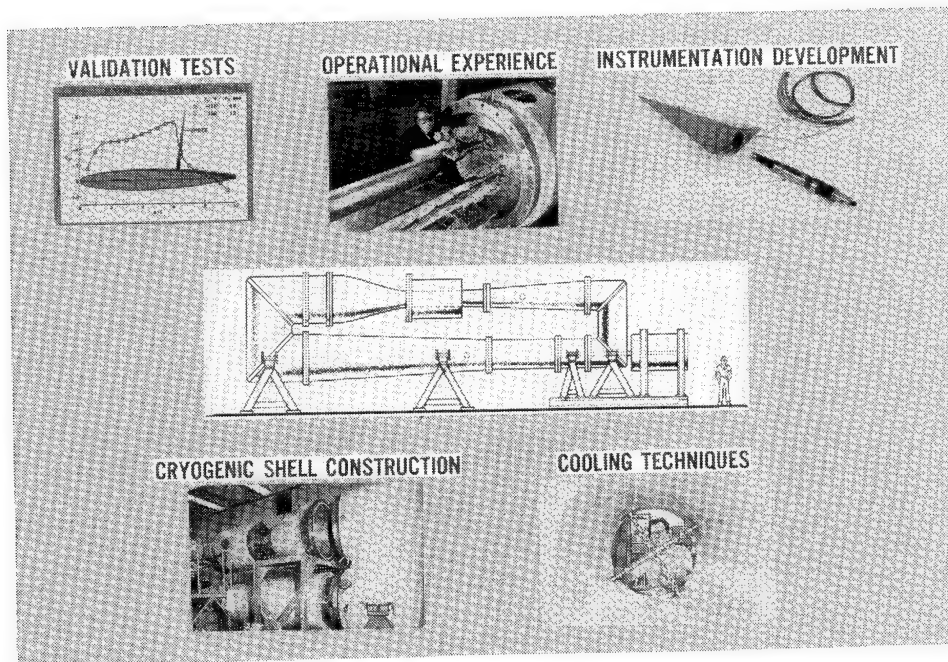 VALIDATION TESTS
OPERATIONAL EXPERIENCE
INSTRUMENTATION DEVELOPMENT
CRYOGENIC SHELL CONSTRUCTION
COOLING TECHNIQUES